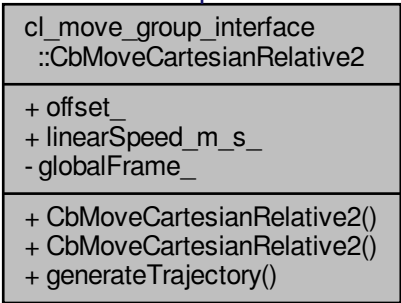 cl_move_group_interface
::CbMoveCartesianRelative2
+ offset_
+ linearSpeed_m_s_
- globalFrame_
+ CbMoveCartesianRelative2()
+ CbMoveCartesianRelative2()
+ generateTrajectory()